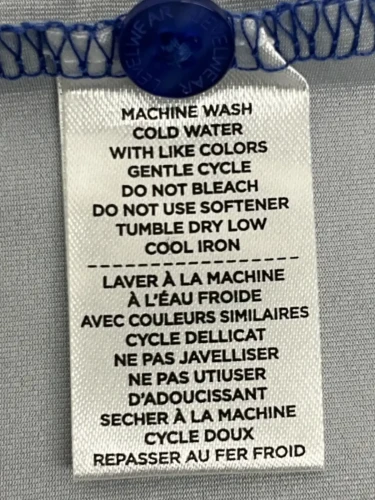 MACHINE WASH
COLD WATER
WITH LIKE COLORS
GENTLE CYCLE
DO NOT BLEACH
DO NOT USE SOFTENER
TUMBLE DRY LOW
COOL IRON
LAVER À LA MACHINE
À L'ÉAU FROIDE
AVEC COULEURS SIMILAIRES
CYCLE DELLICAT
NE PAS JAVELLISER
NE PAS UTIUSER
D'ADOUCISSANT
SECHER À LA MACHINE
CYCLE DOUX
REPASSER AU FER FROID